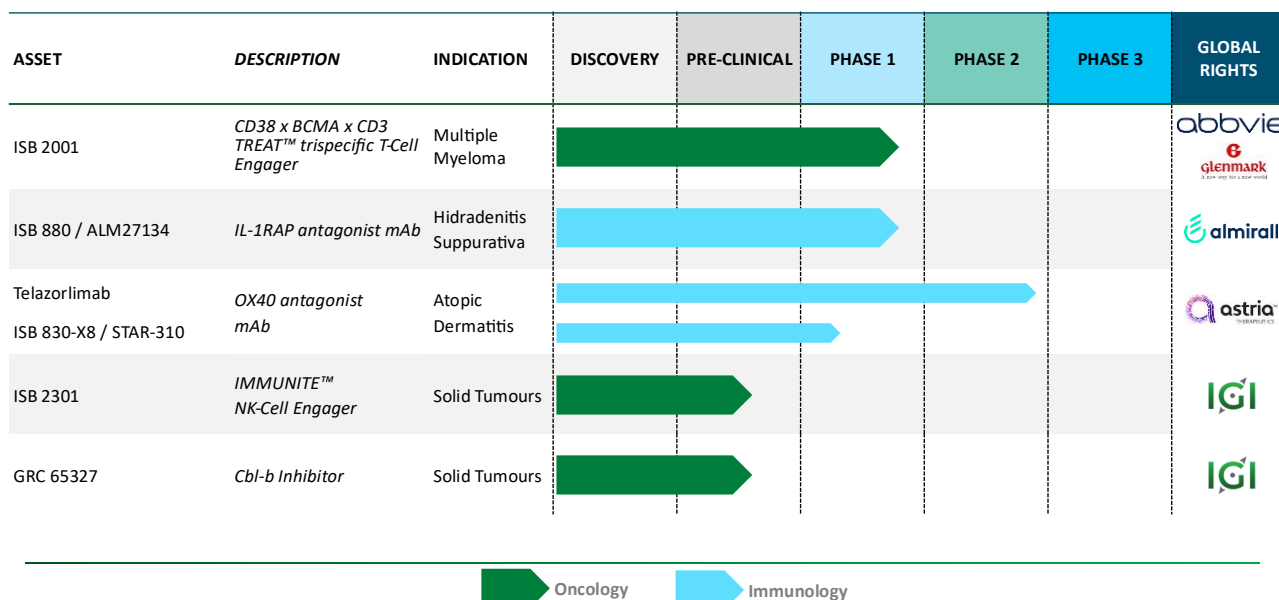 ASSET
DESCRIPTION
INDICATION
DISCOVERY
PRE-CLINICAL
PHASE 1
PHASE 2
PHASE 3
GLOBAL
RIGHTS
ISB 2001
CD38 x BCMA x CD3
TREAT™ trispecific T-Cell
Engager
Multiple
Myeloma
abbvie
G
glenmark
A new way for a new world
ISB 880 / ALM27134
IL-1RAP antagonist mAb
Hidradenitis
Suppurativa
almirall
Telazorlimab
ISB 830-X8 / STAR-310
OX40 antagonist
mAb
Atopic
Dermatitis
astria™
THERAPEUTICS
ISB 2301
IMMUNITE™
NK-Cell Engager
Solid Tumours
IGI
GRC 65327
Cbl-b Inhibitor
Solid Tumours
IGI
Oncology
Immunology